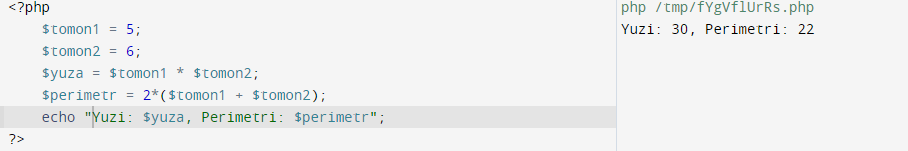 <?php
$tomon1 = 5;
$tomon2 = 6;
$yuza = $tomon1 * $tomon2;
$perimetr = 2*($tomon1 + $tomon2);
echo "Yuzi: $yuza, Perimetri: $perimetr";
?>
php /tmp/fYgVflUrRs.php
Yuzi: 30, Perimetri: 22